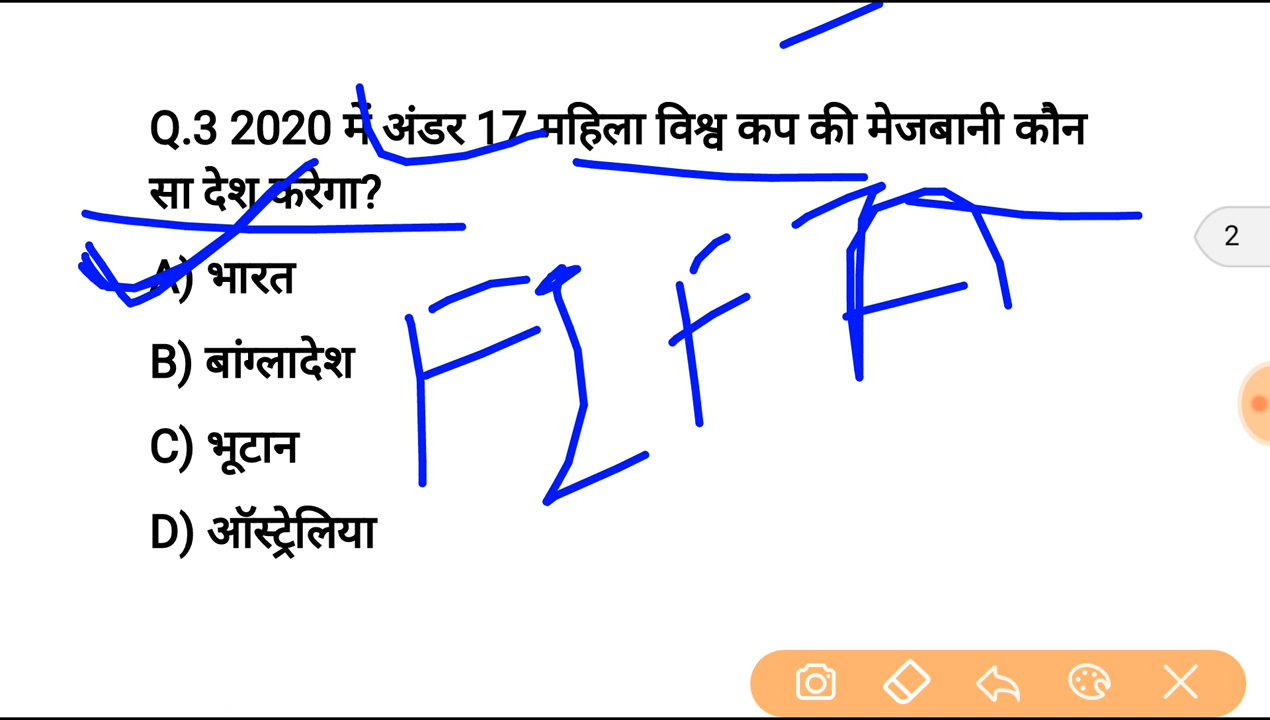 Q.3 2020 में अंडर 17 महिला विश्व कप की मेजबानी कौन
सा देश करेगा?
A) भारत
B) बांग्लादेश
C) भूटान
D) ऑस्ट्रेलिया
FIFA
2